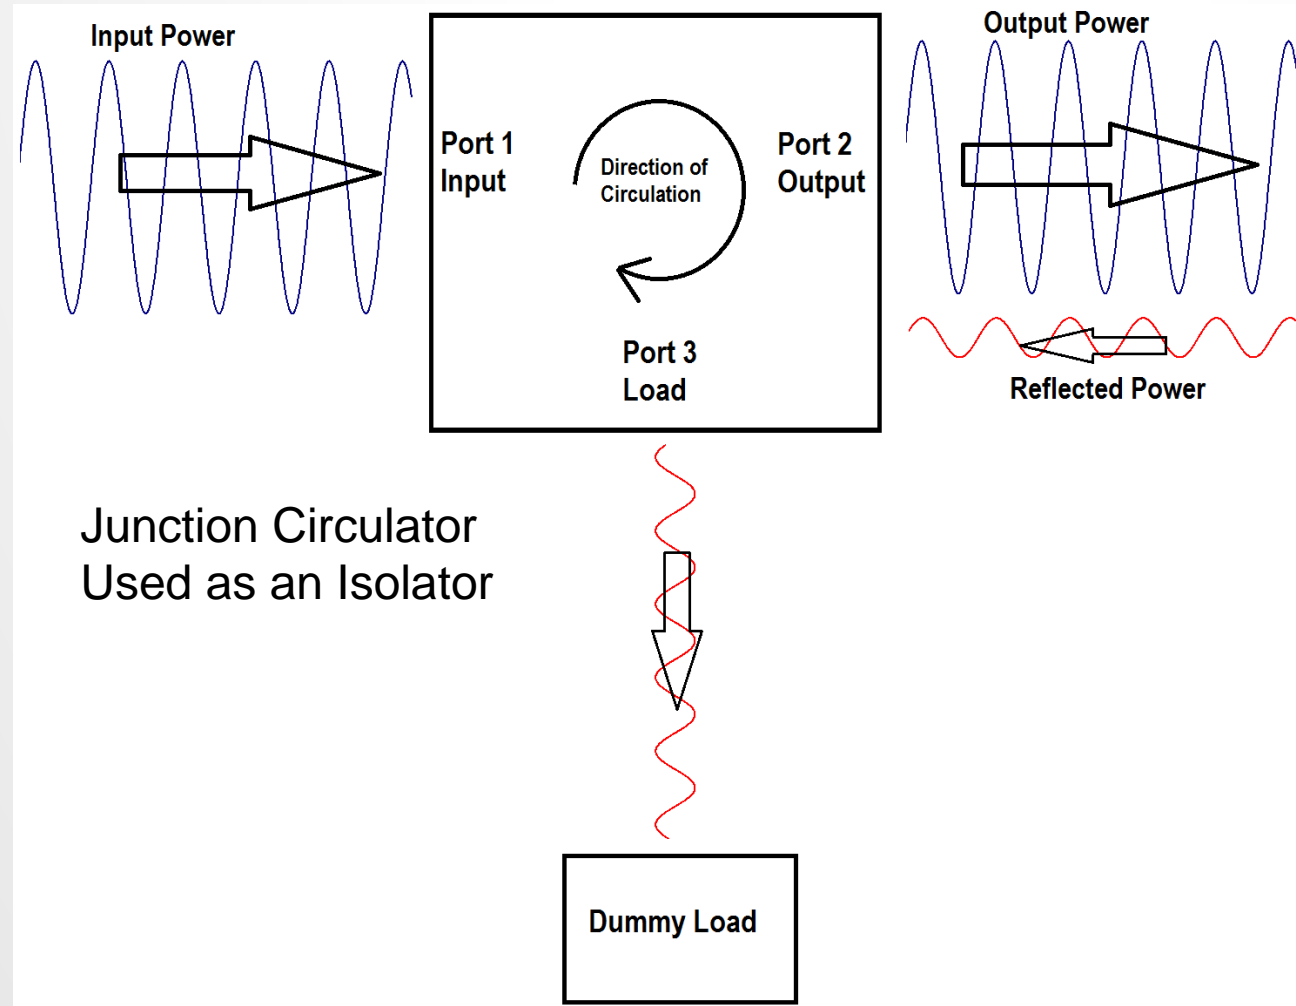 Input Power
Output Power
Port 1
Input
Direction of
Circulation
Port 2
Output
Port 3
Load
Reflected Power
Junction Circulator
Used as an Isolator
Dummy Load